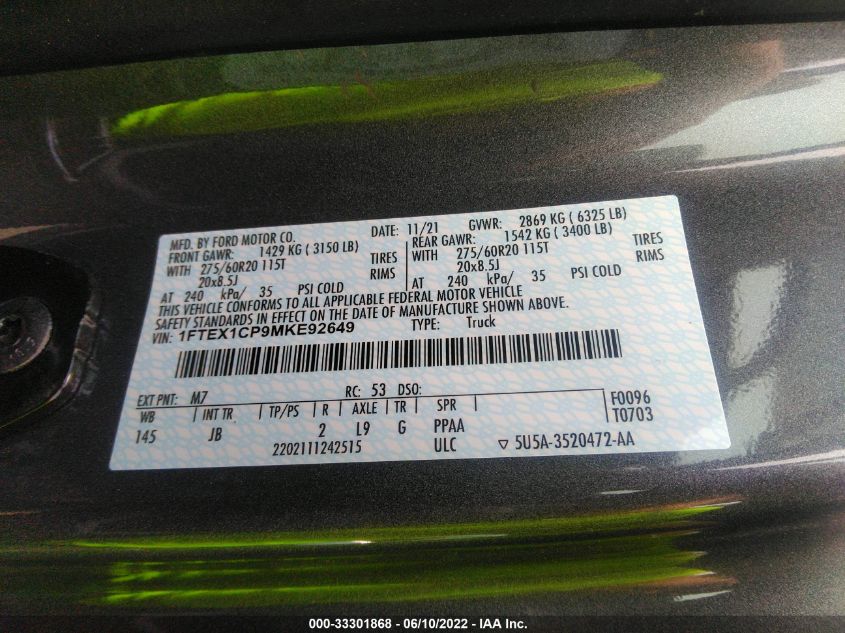 MFD. BY FORD MOTOR CO.
DATE: 11/21 GVWR: 2869 KG ( 6325 LB)
FRONT GAWR: 1429 KG ( 3150 LB)
REAR GAWR: 1542 KG ( 3400 LB)
WITH 275/60R20 115T TIRES
WITH 275/60R20 115T TIRES
20x8.5J RIMS
20x8.5J RIMS
AT 240 kPa/ 35 PSI COLD
AT 240 kPa/ 35 PSI COLD
THIS VEHICLE CONFORMS TO ALL APPLICABLE FEDERAL MOTOR VEHICLE
SAFETY STANDARDS IN EFFECT ON THE DATE OF MANUFACTURE SHOWN ABOVE.
VIN: 1FTEX1CP9MKE92649 TYPE: Truck
EXT PNT: M7 RC: 53 DSO: F0096
WB INT TR TP/PS R AXLE TR SPR T0703
145 JB 2 L9 G PPAA
2202111242515 ULC ▽ 5U5A-3520472-AA
000-33301868 - 06/10/2022 - IAA Inc.